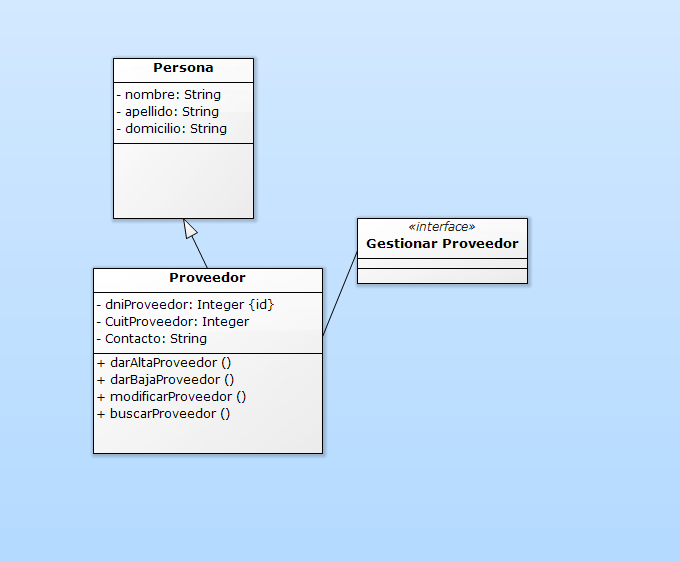 Persona
- nombre: String
- apellido: String
- domicilio: String
«interface»
Gestionar Proveedor
Proveedor
- dniProveedor: Integer {id}
- CuitProveedor: Integer
- Contacto: String
+ darAltaProveedor ()
+ darBajaProveedor ()
+ modificarProveedor ()
+ buscarProveedor ()